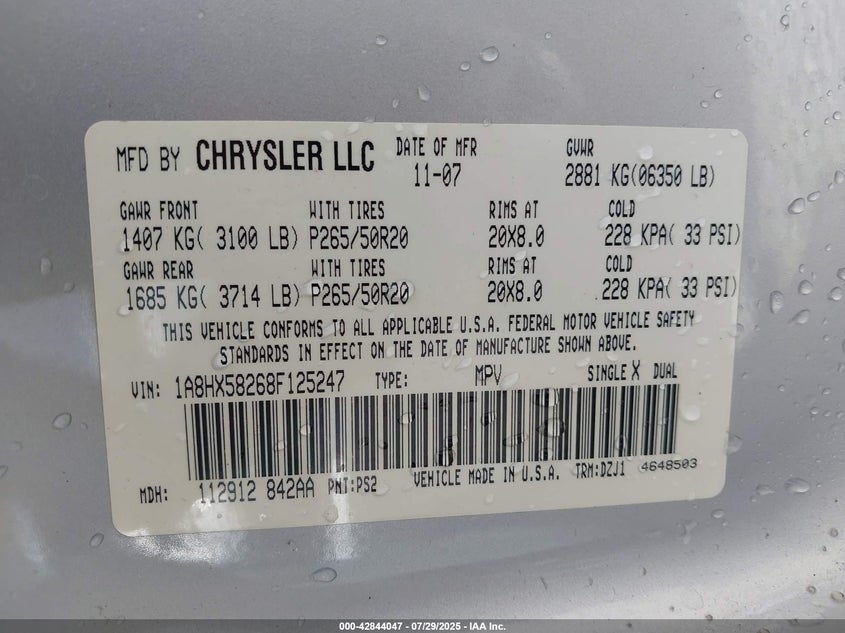 MFD BY CHRYSLER LLC DATE OF MFR 11-07 GVWR 2881 KG(06350 LB)
GAWR FRONT WITH TIRES RIMS AT COLD
1407 KG( 3100 LB) P265/50R20 20X8.0 228 KPA( 33 PSI)
GAWR REAR WITH TIRES RIMS AT COLD
1685 KG( 3714 LB) P265/50R20 20X8.0 228 KPA( 33 PSI)
THIS VEHICLE CONFORMS TO ALL APPLICABLE U.S.A. FEDERAL MOTOR VEHICLE SAFETY
STANDARDS IN EFFECT ON THE DATE OF MANUFACTURE SHOWN ABOVE.
VIN: 1A8HX58268F125247 TYPE: MPV SINGLE X DUAL
MDH: 112912 842AA PNT:PS2 VEHICLE MADE IN U.S.A. TRM:DZJ1 4648503
000-42844047 - 07/29/2025 - IAA Inc.